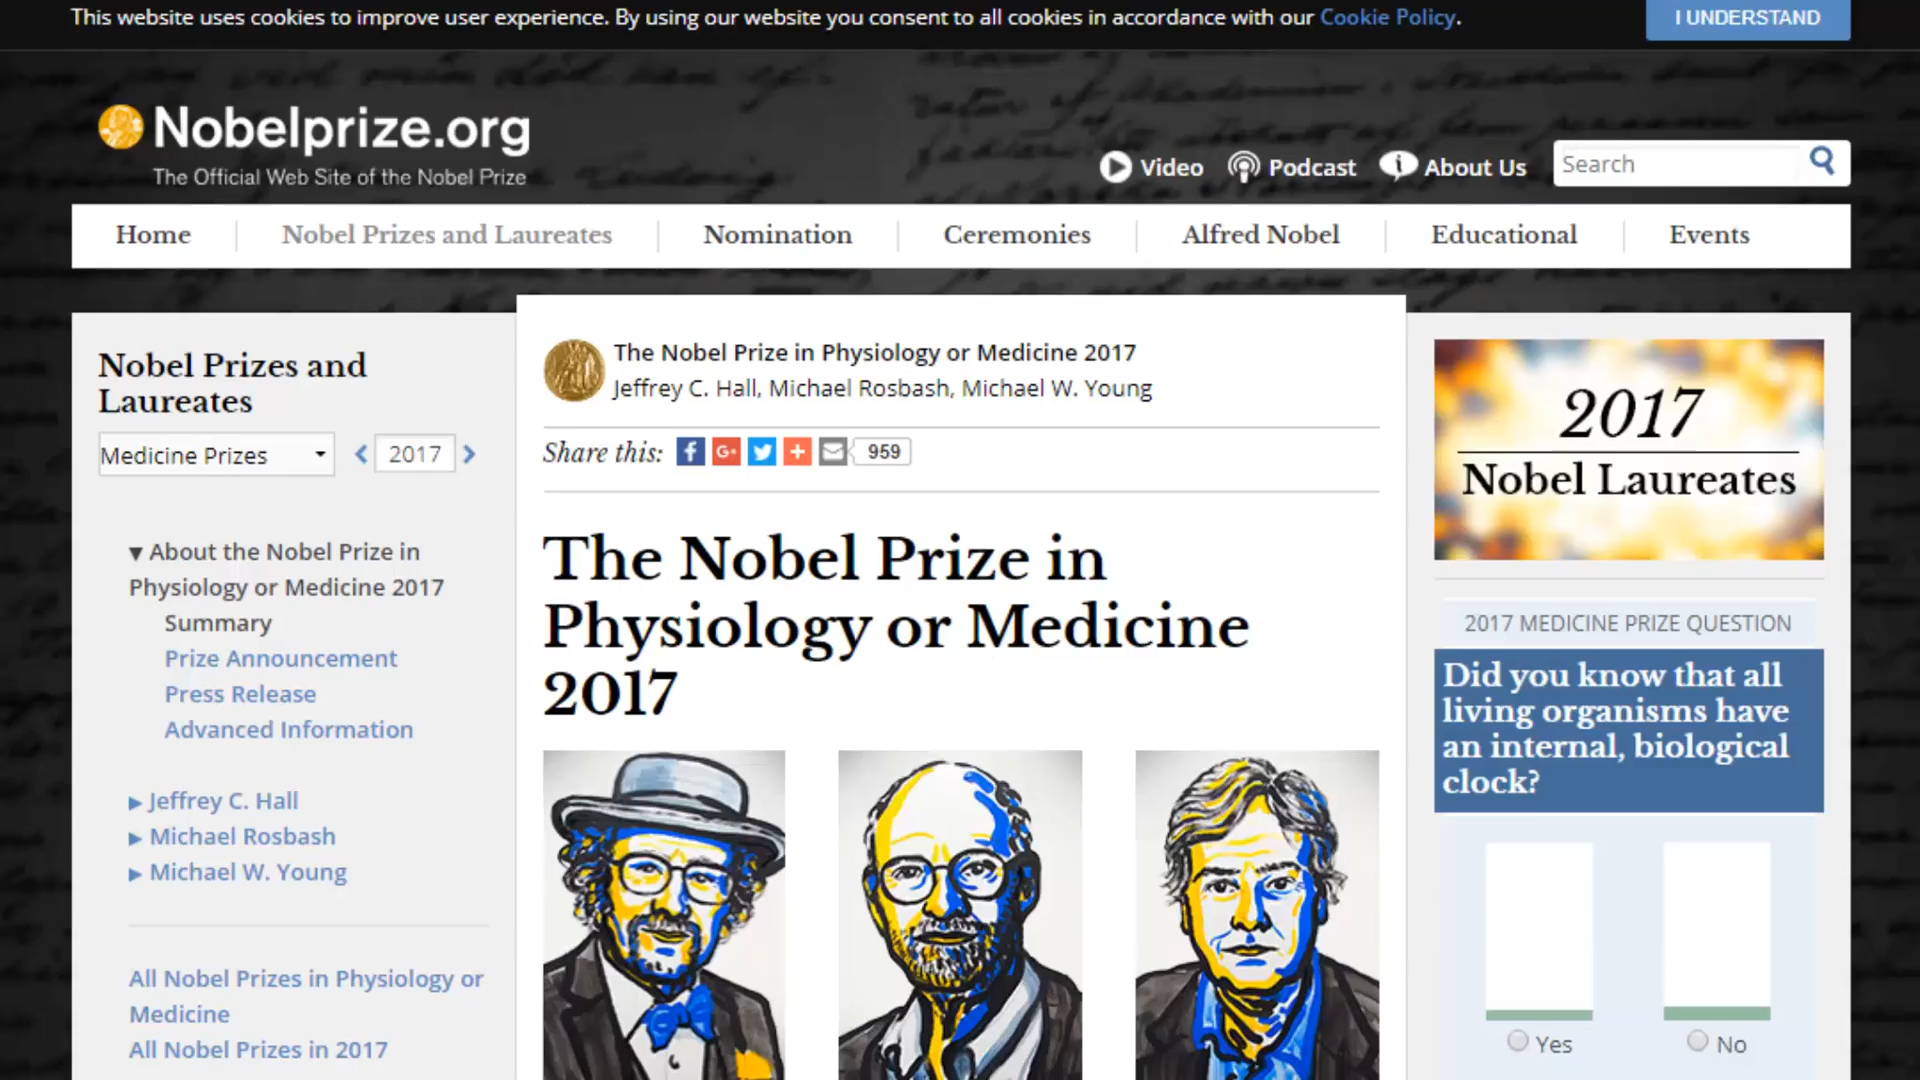 This website uses cookies to improve user experience. By using our website you consent to all cookies in accordance with our Cookie Policy.
I UNDERSTAND
Nobelprize.org
The Official Web Site of the Nobel Prize
Video
Podcast
About Us
Search
Home
Nobel Prizes and Laureates
Nomination
Ceremonies
Alfred Nobel
Educational
Events
Nobel Prizes and
Laureates
Medicine Prizes
2017
About the Nobel Prize in
Physiology or Medicine 2017
Summary
Prize Announcement
Press Release
Advanced Information
Jeffrey C. Hall
Michael Rosbash
Michael W. Young
All Nobel Prizes in Physiology or
Medicine
All Nobel Prizes in 2017
The Nobel Prize in Physiology or Medicine 2017
Jeffrey C. Hall, Michael Rosbash, Michael W. Young
Share this:
f
G+
959
The Nobel Prize in
Physiology or Medicine
2017
2017
Nobel Laureates
2017 MEDICINE PRIZE QUESTION
Did you know that all
living organisms have
an internal, biological
clock?
Yes
No